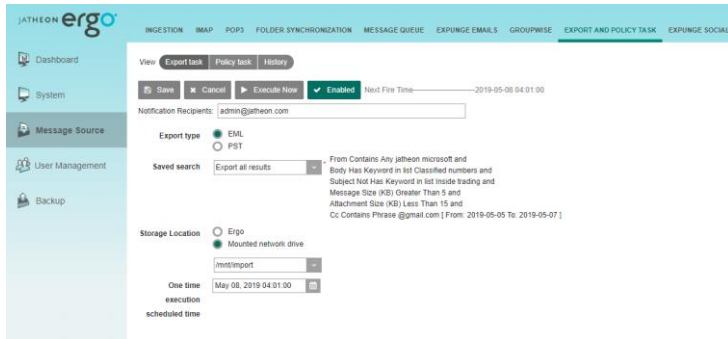 JATHEON ergo
INGESTION IMAP POP3 FOLDER SYNCHRONIZATION MESSAGE QUEUE EXPUNGE EMAILS GROUPWISE EXPORT AND POLICY TASK EXPUNGE SOCIAL
Dashboard
System
Message Source
User Management
Backup
View Export task Policy task History
Save Cancel Execute Now Enabled Next Fire Time-------------------------2019-05-08 04:01:00
Notification Recipients: admin@jatheon.com
Export type EML
PST
Saved search Export all results
* From Contains Any jatheon microsoft and
Body Has Keyword in list Classified numbers and
Subject Not Has Keyword in list Inside trading and
Message Size (KB) Greater Than 5 and
Attachment Size (KB) Less Than 15 and
Cc Contains Phrase @gmail.com [ From: 2019-05-05 To: 2019-05-07 ]
Storage Location Ergo
Mounted network drive
/mnt/import
One time execution scheduled time May 08, 2019 04:01:00